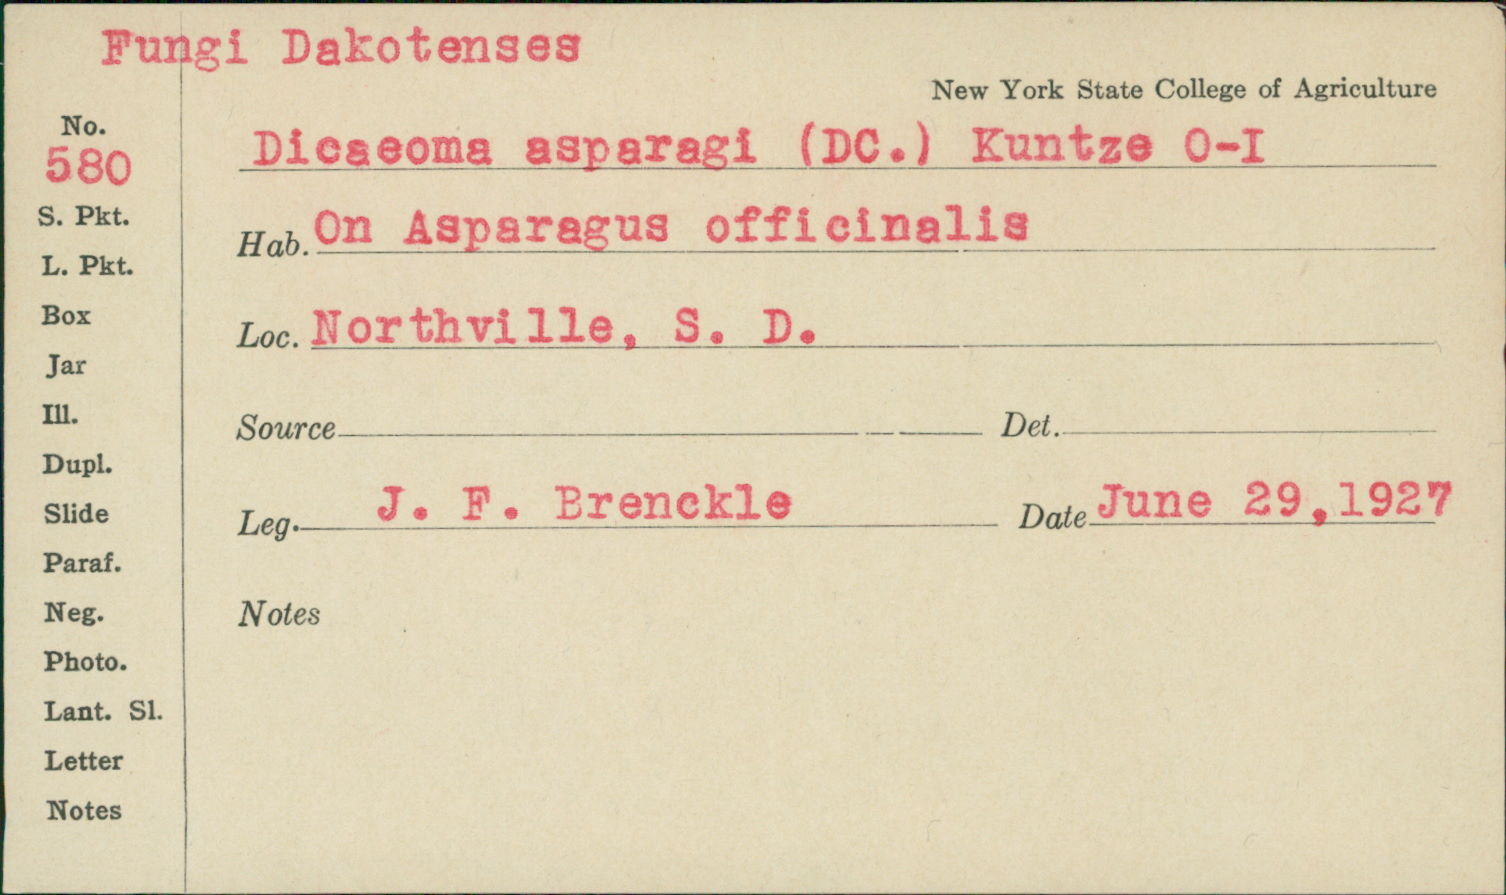 Fungi Dakotenses
New York State College of Agriculture
No.
580
Dicaeoma asparagi (DC.) Kuntze O-I
S. Pkt.
Hab. On Asparagus officinalis
L. Pkt.
Box
Loc. Northville, S. D.
Jar
Ill.
Source Det.
Dupl.
Slide
Leg. J. F. Brenckle Date June 29,1927
Paraf.
Neg.
Notes
Photo.
Lant. Sl.
Letter
Notes